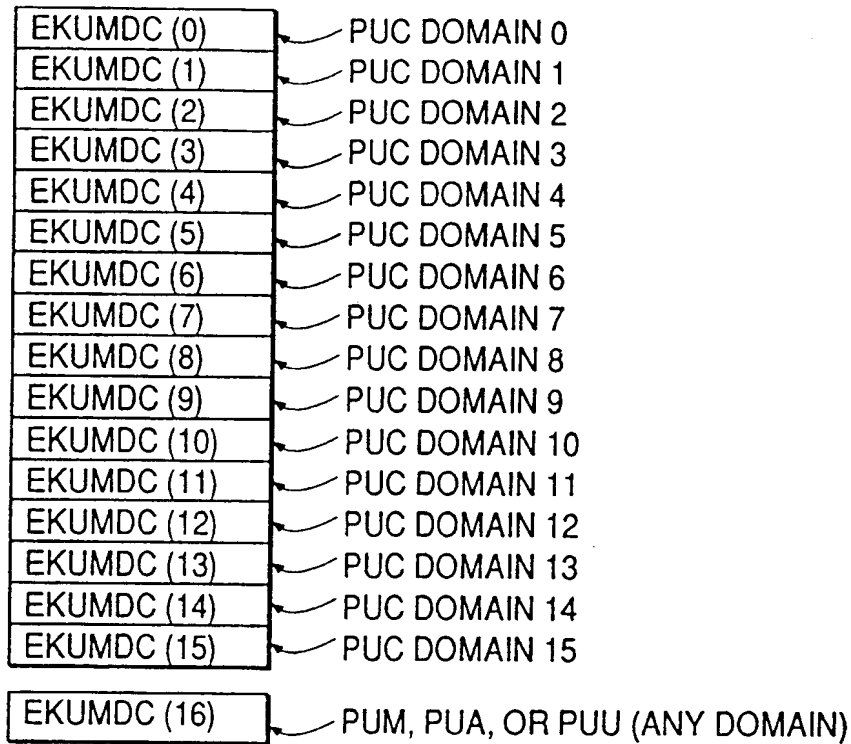 EKUMDC (0) PUC DOMAIN 0
EKUMDC (1) PUC DOMAIN 1
EKUMDC (2) PUC DOMAIN 2
EKUMDC (3) PUC DOMAIN 3
EKUMDC (4) PUC DOMAIN 4
EKUMDC (5) PUC DOMAIN 5
EKUMDC (6) PUC DOMAIN 6
EKUMDC (7) PUC DOMAIN 7
EKUMDC (8) PUC DOMAIN 8
EKUMDC (9) PUC DOMAIN 9
EKUMDC (10) PUC DOMAIN 10
EKUMDC (11) PUC DOMAIN 11
EKUMDC (12) PUC DOMAIN 12
EKUMDC (13) PUC DOMAIN 13
EKUMDC (14) PUC DOMAIN 14
EKUMDC (15) PUC DOMAIN 15
EKUMDC (16) PUM, PUA, OR PUU (ANY DOMAIN)